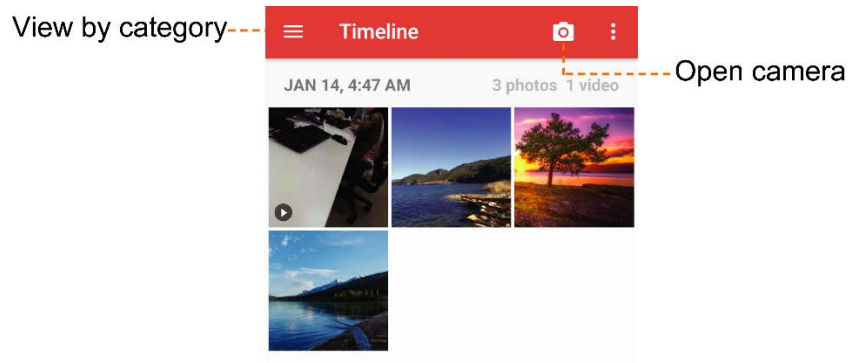 View by category
Timeline
Open camera
JAN 14, 4:47 AM 3 photos 1 video